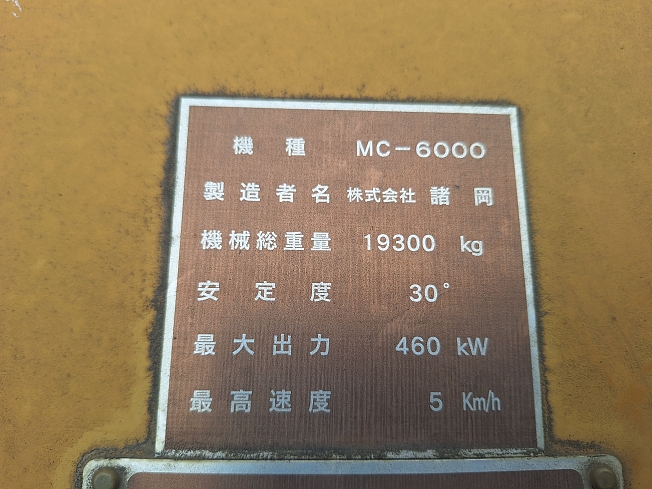 機種 MC-6000
製造者名 株式会社 諸岡
機械総重量 19300 kg
安定度 30°
最大出力 460 kW
最高速度 5 Km/h